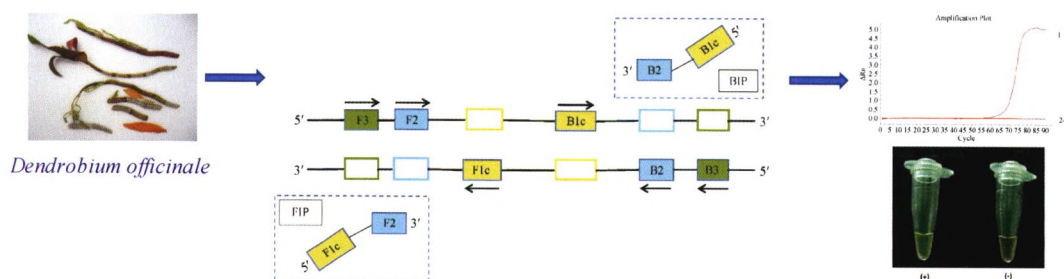 Dendrobium officinale
5′
B1c
3′
B2
BIP
5′
F3
F2
B1c
3′
3′
F1c
B2
B3
5′
FIP
F2
3′
F1c
5′
Amplification Plot
ΔRn
5.0
4.5
4.0
3.5
3.0
2.5
2.0
1.5
1.0
0.5
0.0
1
2
0 5 10 15 20 25 30 35 40 45 50 55 60 65 70 75 80 85 90
Cycle
(+) (-)